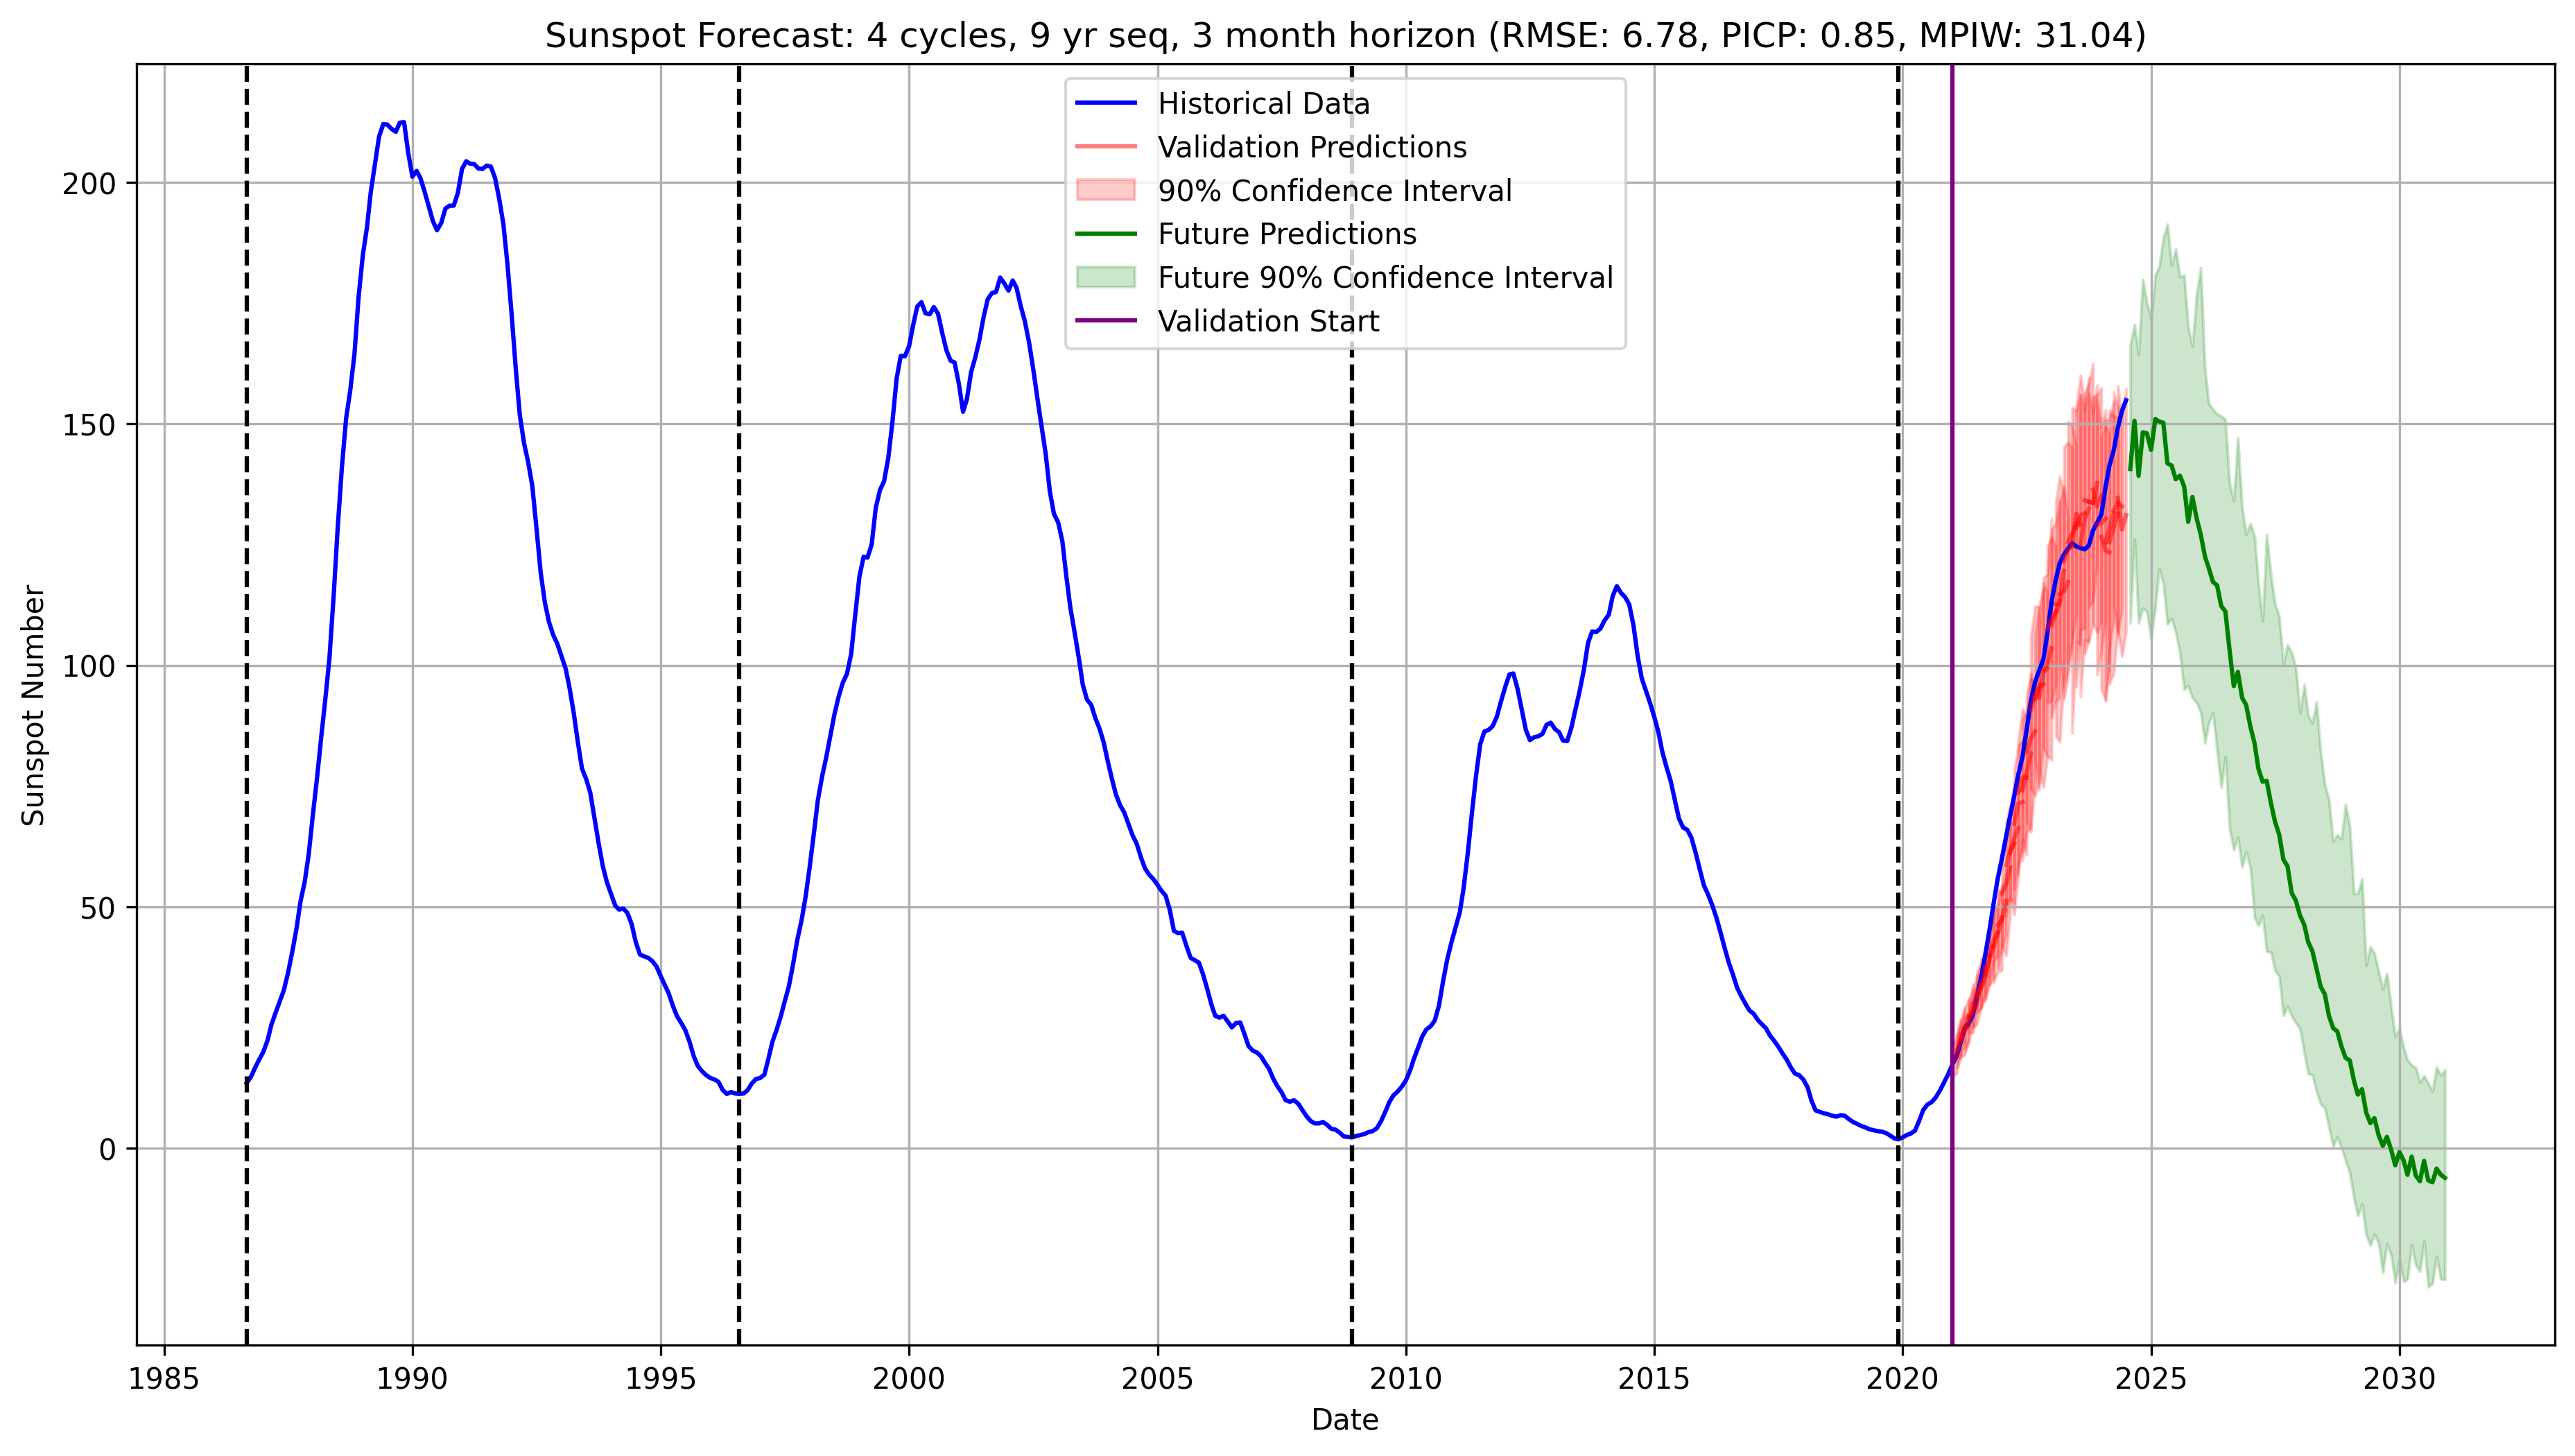 Sunspot Forecast: 4 cycles, 9 yr seq, 3 month horizon (RMSE: 6.78, PICP: 0.85, MPIW: 31.04)
Historical Data
Validation Predictions
90% Confidence Interval
Future Predictions
Future 90% Confidence Interval
Validation Start
Sunspot Number
200
150
100
50
0
1985 1990 1995 2000 2005 2010 2015 2020 2025 2030
Date